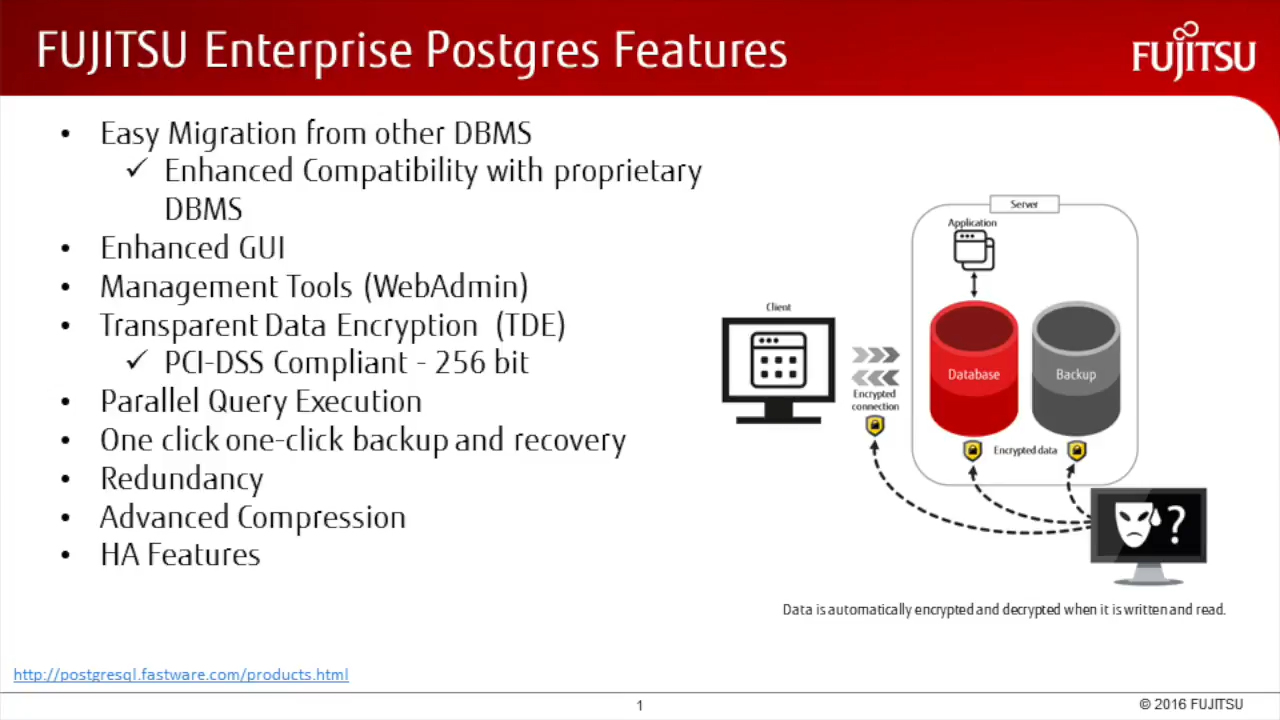 FUJITSU Enterprise Postgres Features
FUJITSU
• Easy Migration from other DBMS
✓ Enhanced Compatibility with proprietary
DBMS
• Enhanced GUI
• Management Tools (WebAdmin)
• Transparent Data Encryption (TDE)
✓ PCI-DSS Compliant - 256 bit
• Parallel Query Execution
• One click one-click backup and recovery
• Redundancy
• Advanced Compression
• HA Features
Server
Application
Client
Database
Backup
Encrypted
connection
Encrypted data
?
Data is automatically encrypted and decrypted when it is written and read.
http://postgresql.fastware.com/products.html
1
© 2016 FUJITSU